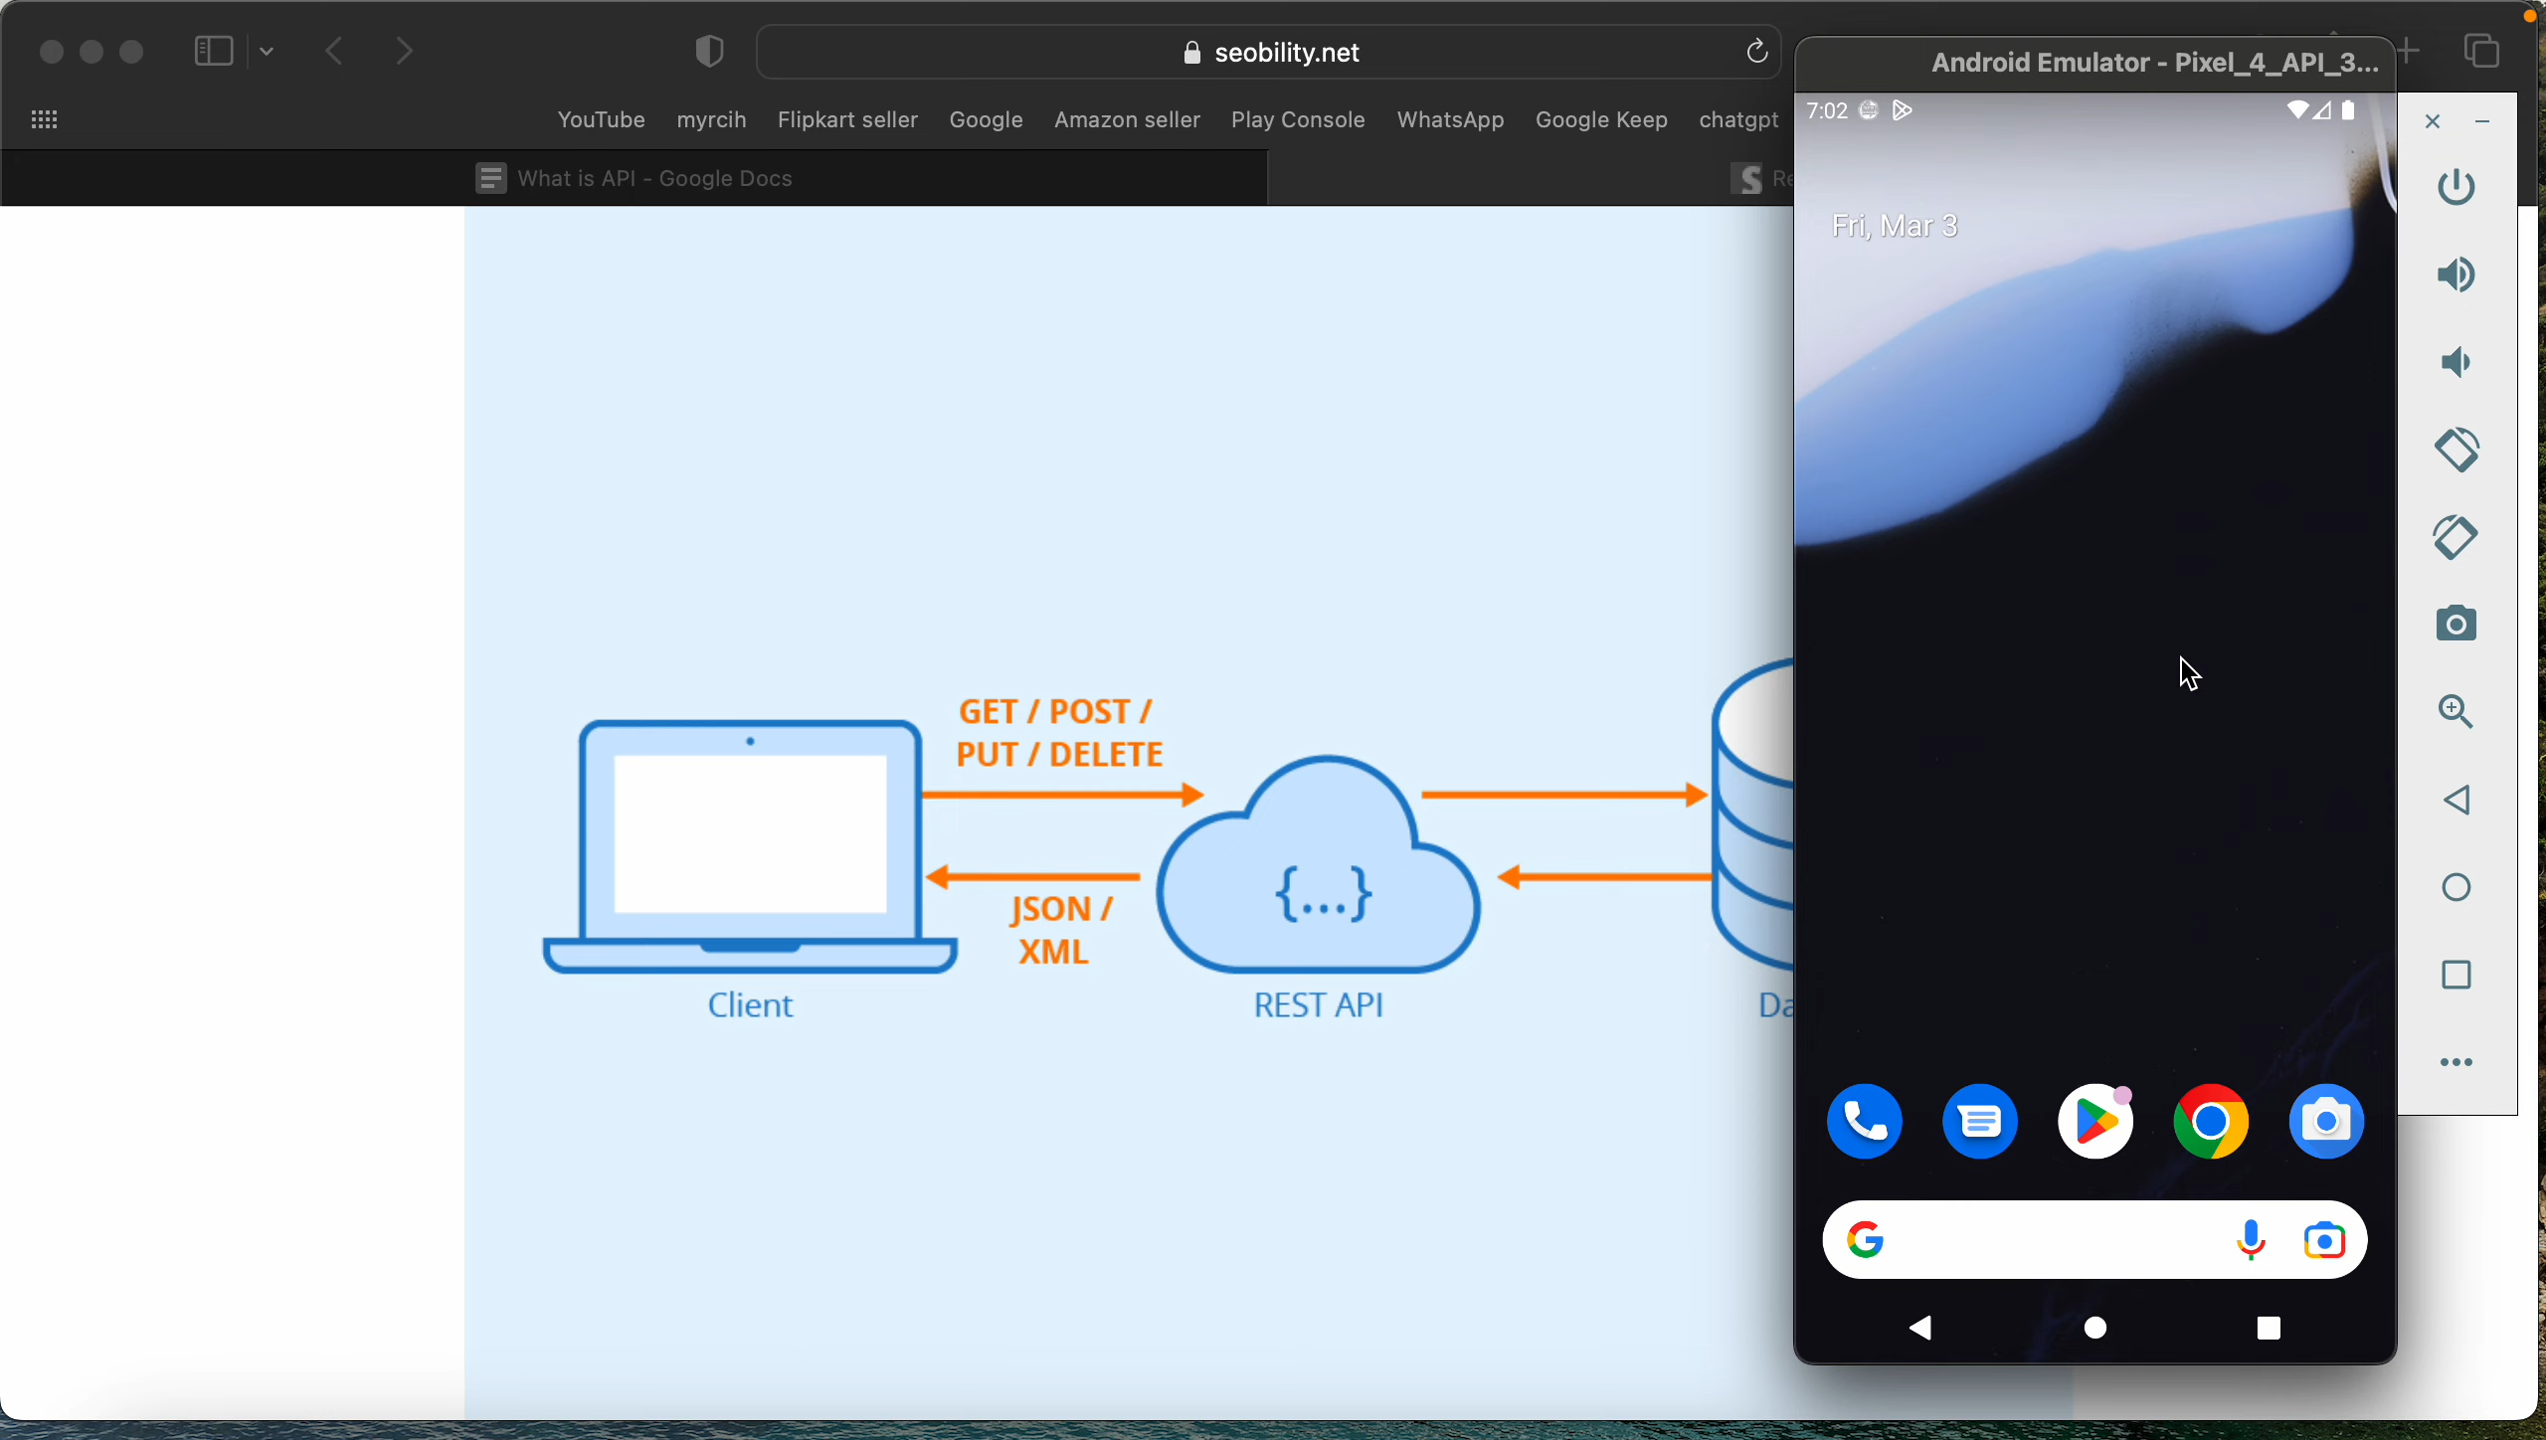 seobility.net
YouTube myrcih Flipkart seller Google Amazon seller Play Console WhatsApp Google Keep chatgpt
What is API - Google Docs
Android Emulator - Pixel_4_API_3...
7:02
Fri, Mar 3
GET / POST /
PUT / DELETE
{...}
JSON /
XML
Client
REST API